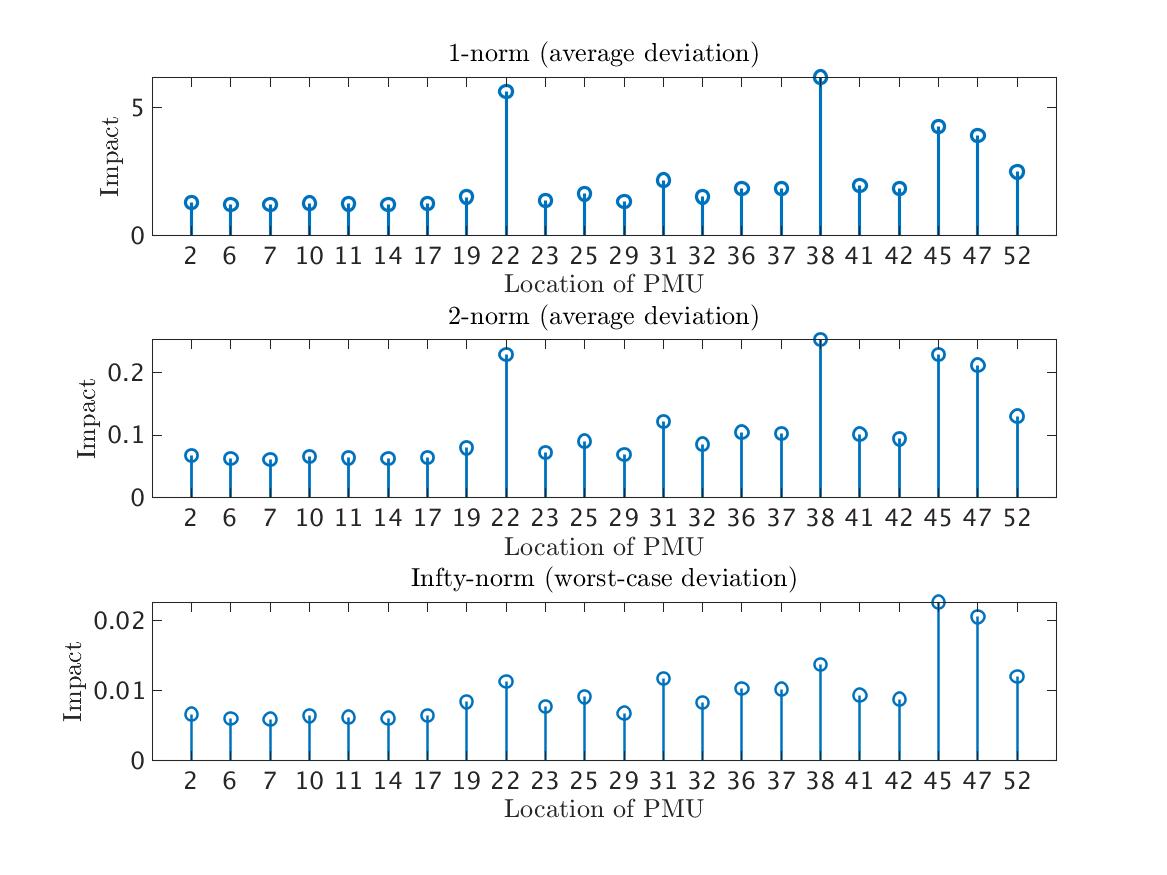 1-norm (average deviation)
5
0
Impact
2 6 7 10 11 14 17 19 22 23 25 29 31 32 36 37 38 41 42 45 47 52
Location of PMU
2-norm (average deviation)
0.2
0.1
0
Impact
2 6 7 10 11 14 17 19 22 23 25 29 31 32 36 37 38 41 42 45 47 52
Location of PMU
Infty-norm (worst-case deviation)
0.02
0.01
0
Impact
2 6 7 10 11 14 17 19 22 23 25 29 31 32 36 37 38 41 42 45 47 52
Location of PMU